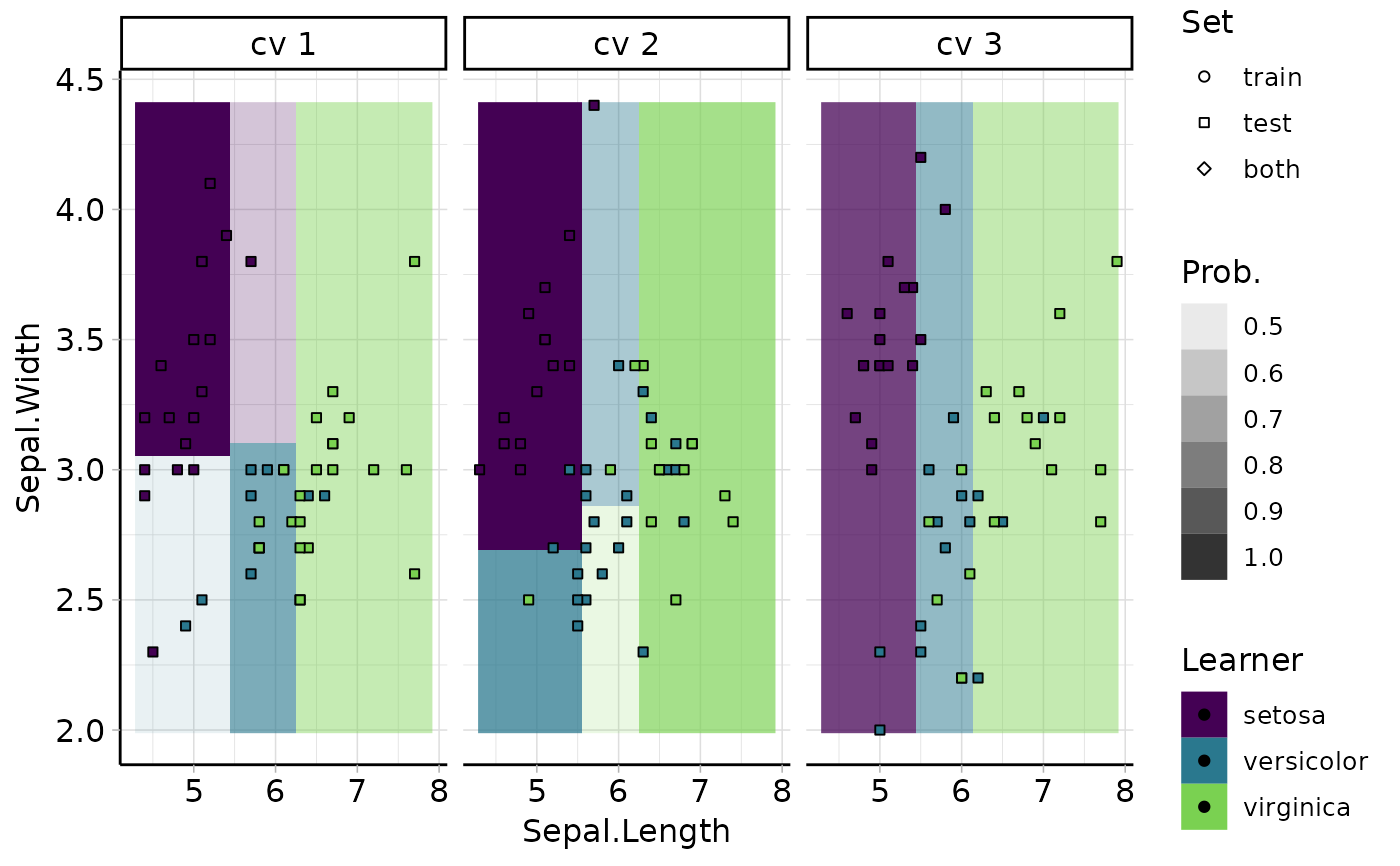 cv 1
cv 2
cv 3
4.5
4.0
3.5
3.0
2.5
2.0
Sepal.Width
5 6 7 8
5 6 7 8
5 6 7 8
Sepal.Length
Set
train
test
both
Prob.
0.5
0.6
0.7
0.8
0.9
1.0
Learner
setosa
versicolor
virginica